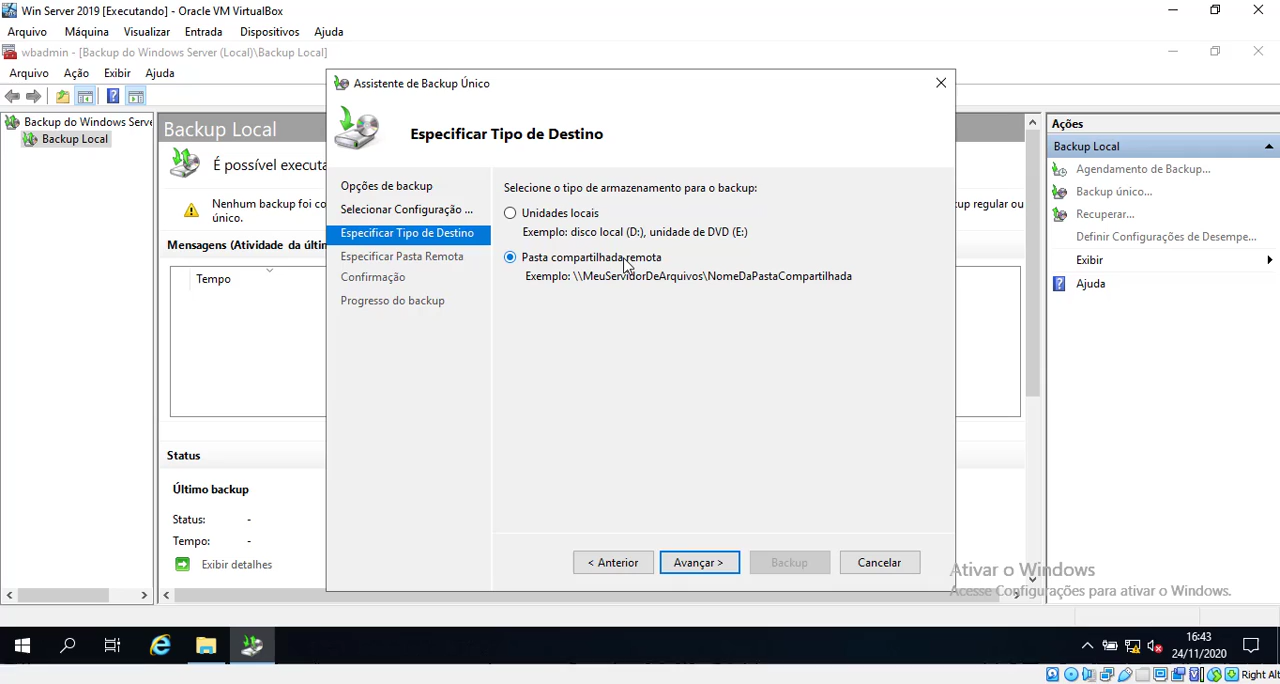 Win Server 2019 [Executando] - Oracle VM VirtualBox
Arquivo Máquina Visualizar Entrada Dispositivos Ajuda
wbadmin - [Backup do Windows Server (Local)\Backup Local]
Arquivo Ação Exibir Ajuda
Backup do Windows Serve
Backup Local
Backup Local
É possível executa
Nenhum backup foi co
único.
kup regular ou
Mensagens (Atividade da últin
Tempo
Status
Último backup
Status: -
Tempo: -
Exibir detalhes
Assistente de Backup Único
Especificar Tipo de Destino
Opções de backup
Selecionar Configuração ...
Especificar Tipo de Destino
Especificar Pasta Remota
Confirmação
Progresso do backup
Selecione o tipo de armazenamento para o backup:
Unidades locais
Exemplo: disco local (D:), unidade de DVD (E:)
Pasta compartilhada remota
Exemplo: \\MeuServidorDeArquivos\NomeDaPastaCompartilhada
< Anterior
Avançar >
Backup
Cancelar
Ações
Backup Local
Agendamento de Backup...
Backup único...
Recuperar...
Definir Configurações de Desempe...
Exibir
Ajuda
Ativar o Windows
Acesse Configurações para ativar o Windows.
16:43
24/11/2020
Right Alt